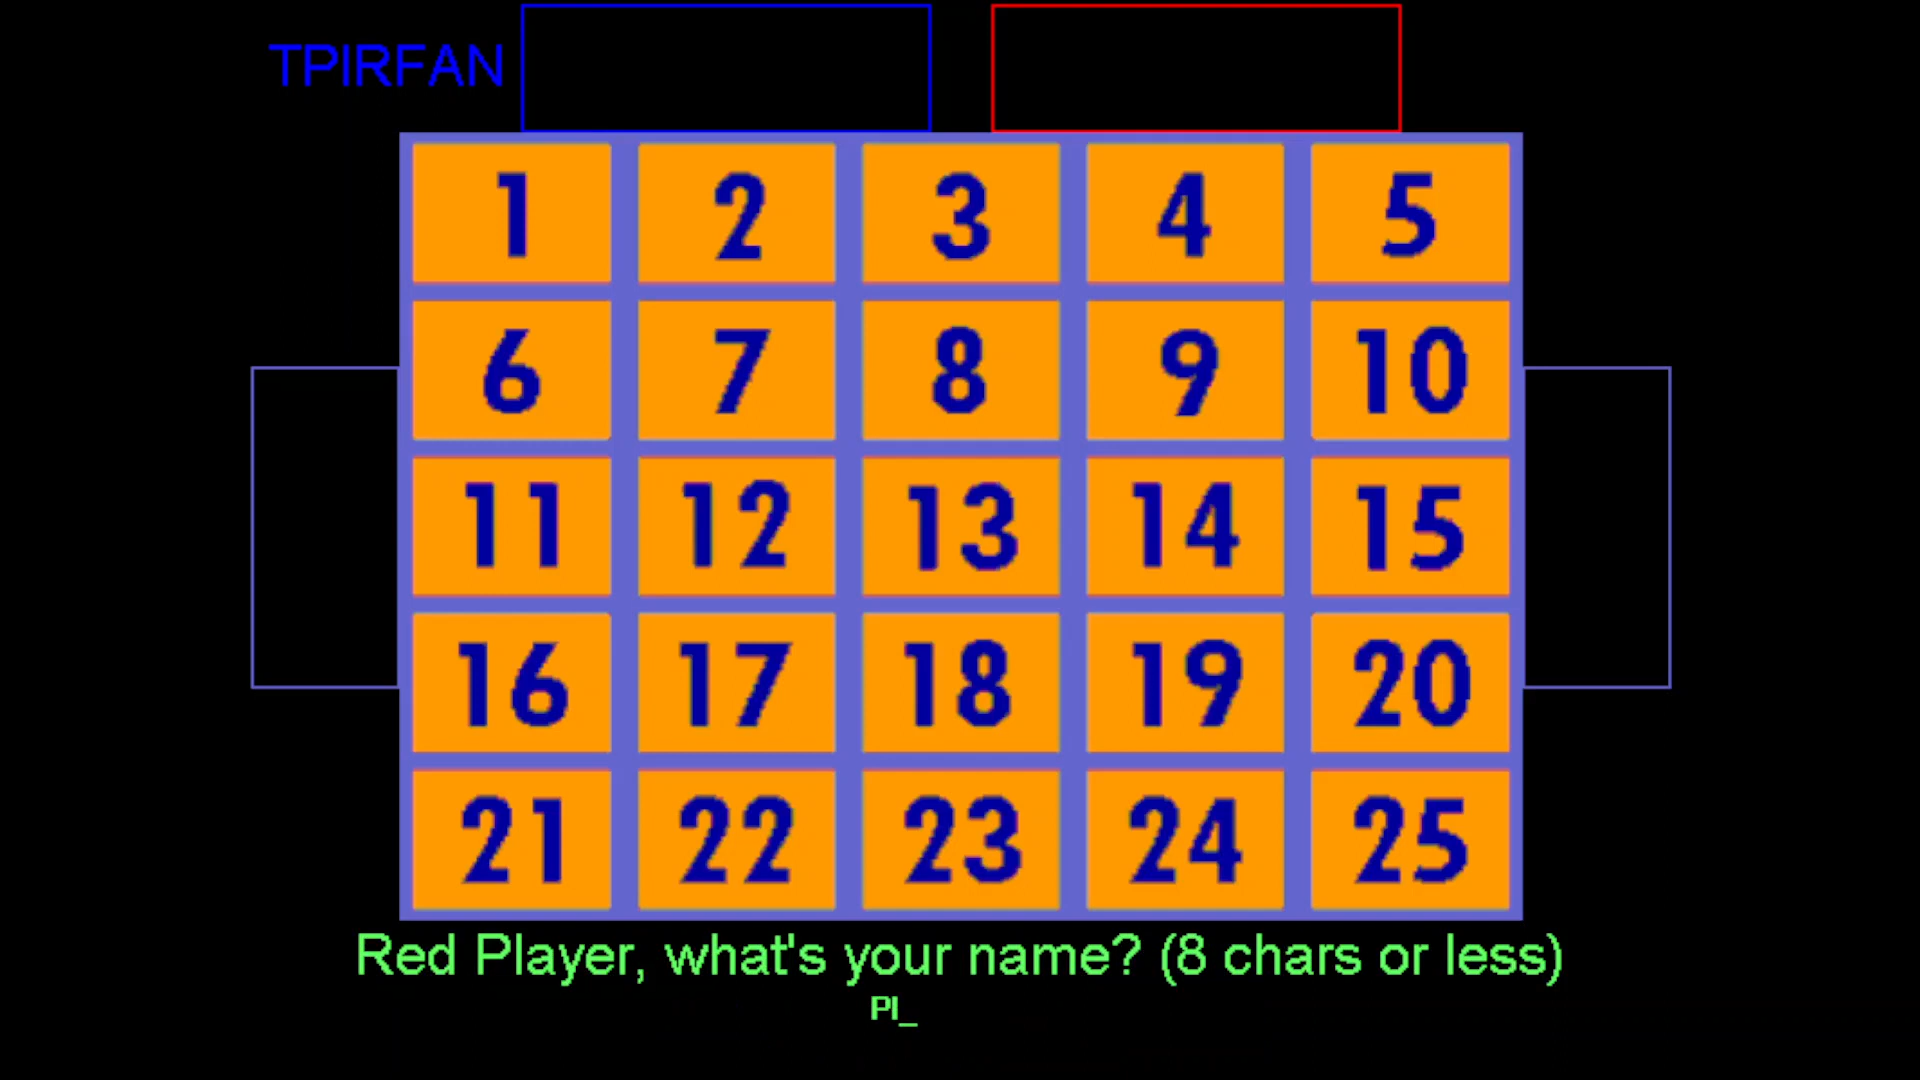 TPIRFAN
1 2 3 4 5
6 7 8 9 10
11 12 13 14 15
16 17 18 19 20
21 22 23 24 25
Red Player, what's your name? (8 chars or less)
PI_